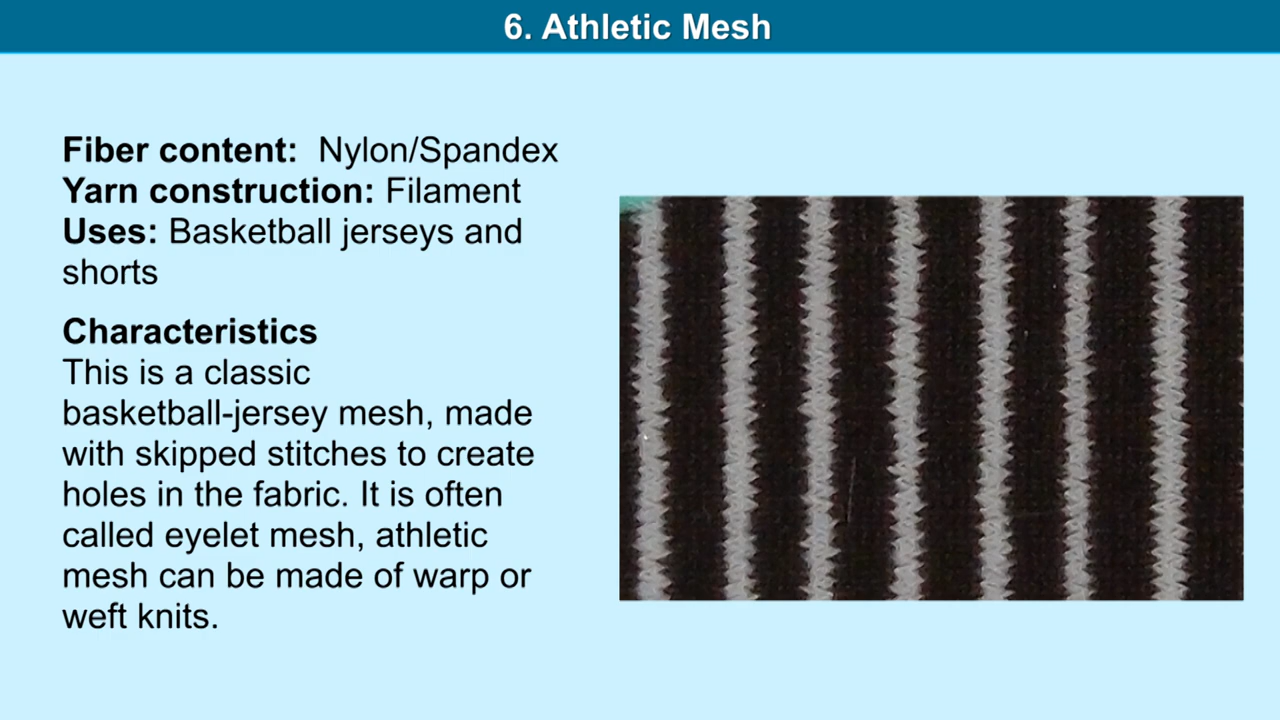 6. Athletic Mesh
Fiber content: Nylon/Spandex
Yarn construction: Filament
Uses: Basketball jerseys and
shorts
Characteristics
This is a classic
basketball-jersey mesh, made
with skipped stitches to create
holes in the fabric. It is often
called eyelet mesh, athletic
mesh can be made of warp or
weft knits.